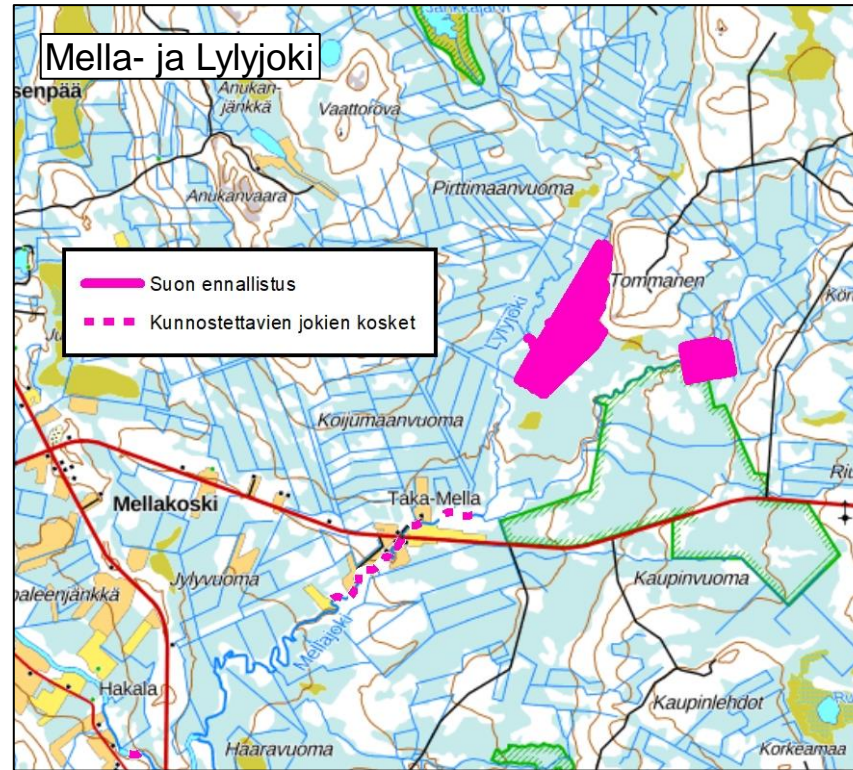 Mella- ja Lylyjoki
senpää
Anukan-
jänkkä
Vaattorova
Anukanvaara
Pirttimaanvuoma
Suon ennallistus
Kunnostettavien jokien kosket
Tommanen
Lylyjoki
Koijumaanvuoma
Taka-Mella
Mellakoski
Jylyvuoma
paleenjänkkä
Mellajoki
Kaupinvuoma
Hakala
Kaupinlehdot
Haaravuoma
Korkeamaa